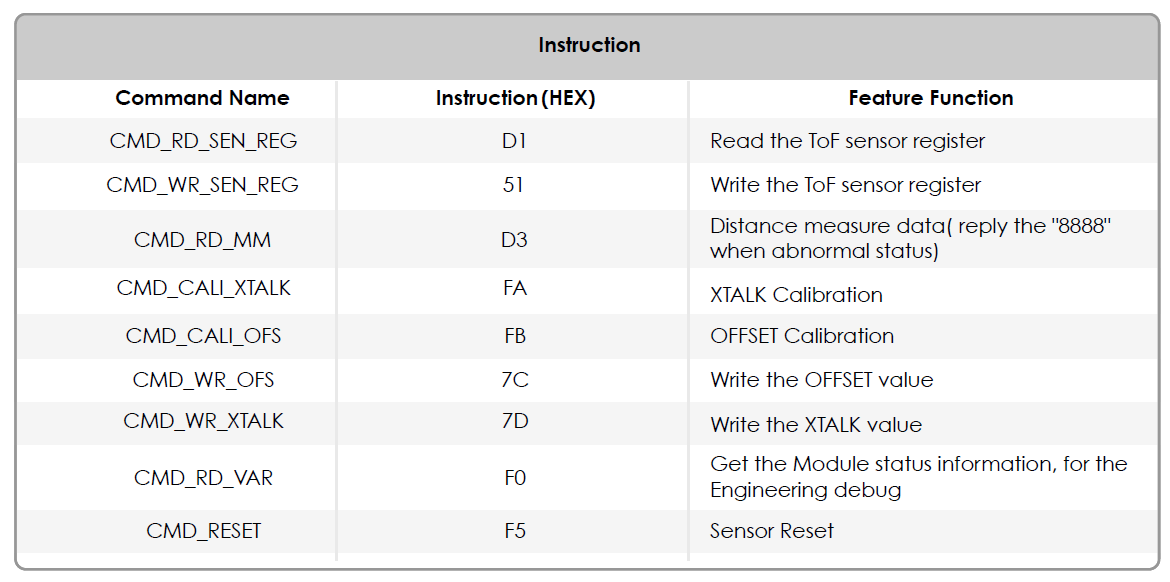 Instruction
Command Name Instruction(HEX) Feature Function
CMD_RD_SEN_REG D1 Read the ToF sensor register
CMD_WR_SEN_REG 51 Write the ToF sensor register
CMD_RD_MM D3 Distance measure data( reply the "8888"
when abnormal status)
CMD_CALI_XTALK FA XTALK Calibration
CMD_CALI_OFS FB OFFSET Calibration
CMD_WR_OFS 7C Write the OFFSET value
CMD_WR_XTALK 7D Write the XTALK value
CMD_RD_VAR F0 Get the Module status information, for the
Engineering debug
CMD_RESET F5 Sensor Reset